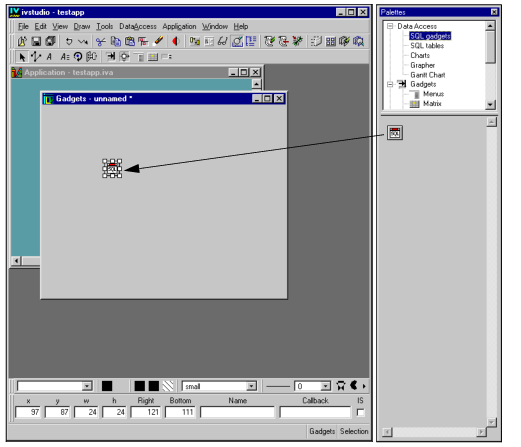 ivstudio - testapp
File Edit View Draw Tools DataAccess Application Window Help
Application - testapp.iva
Gadgets - unnamed *
SQL
small
0
x y w h Right Bottom Name Callback IS
97 87 24 24 121 111
Gadgets Selection
Palettes
Data Access
SQL gadgets
SQL tables
Charts
Grapher
Gantt Chart
Gadgets
Menus
Matrix
SQL